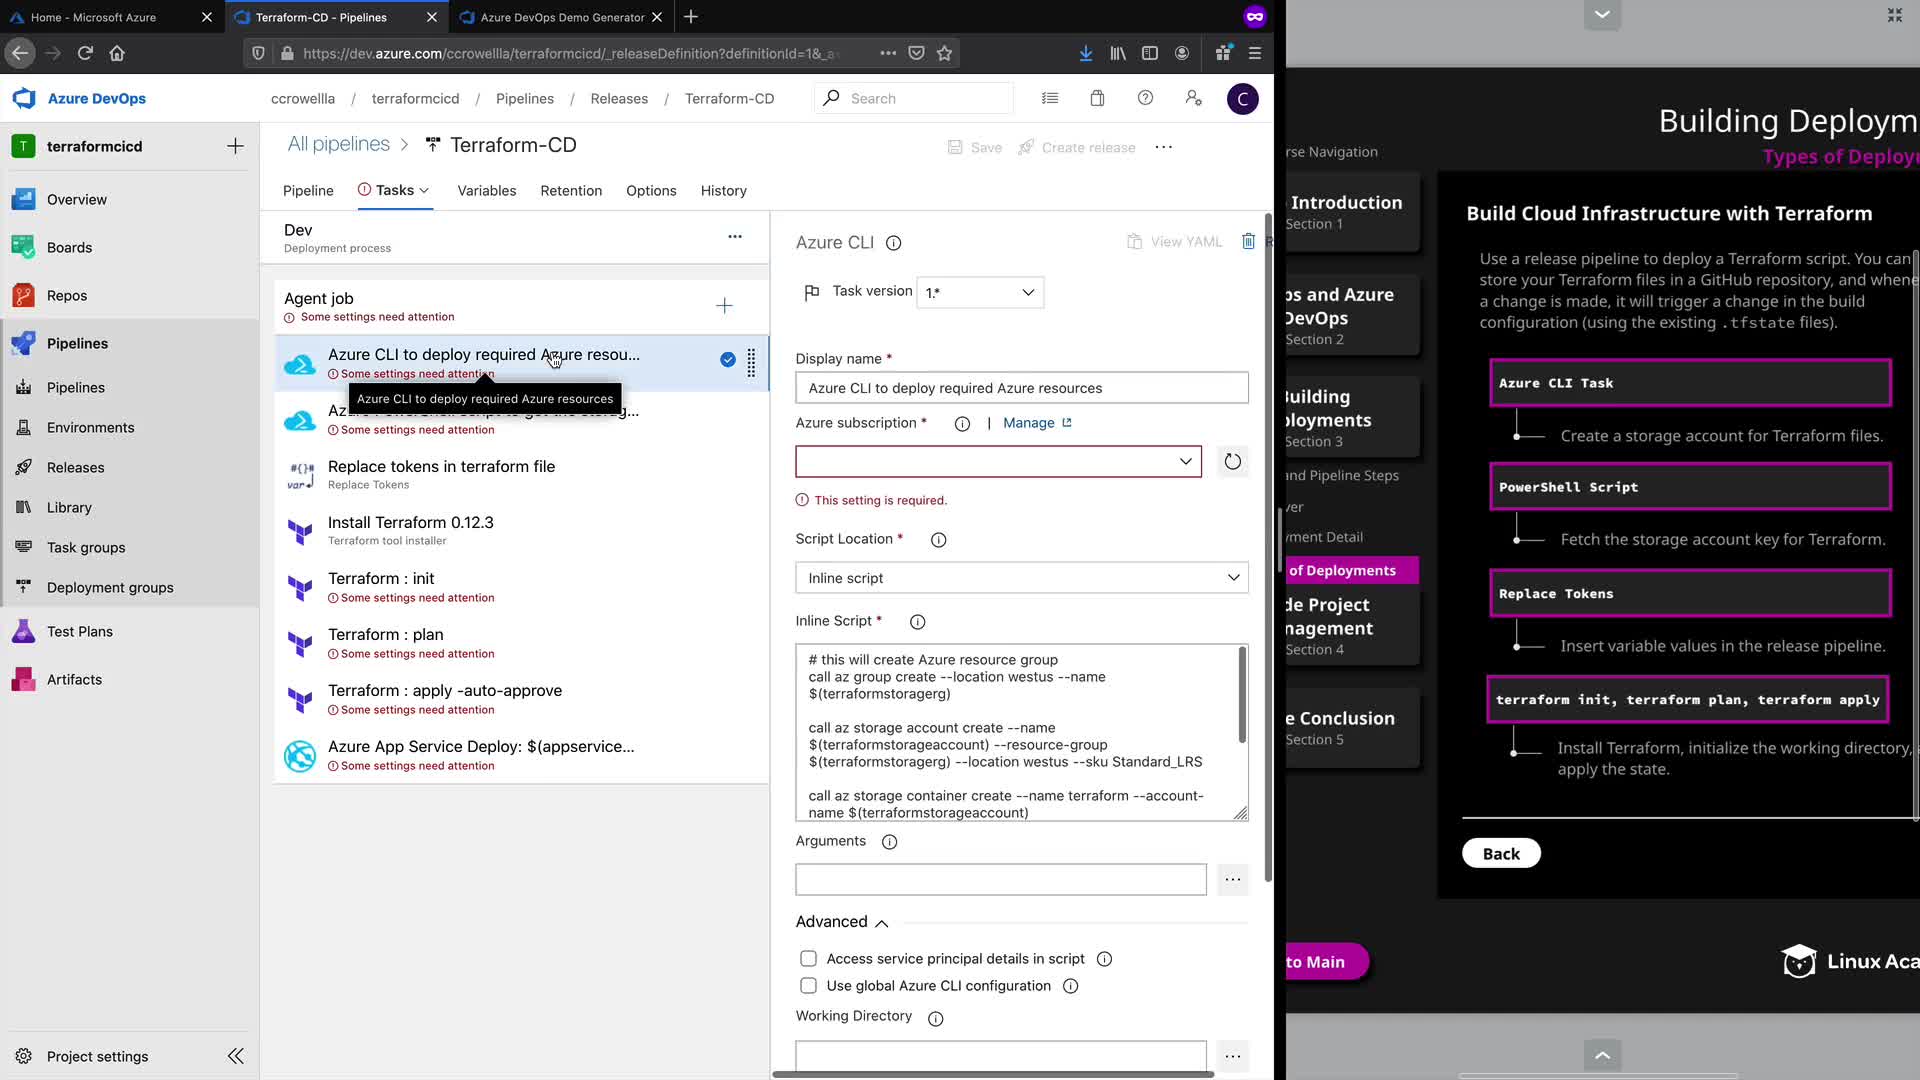 Home - Microsoft Azure
Terraform-CD - Pipelines
Azure DevOps Demo Generator
https://dev.azure.com/ccrowellla/terraformcicd/_releaseDefinition?definitionId=1&_a
Azure DevOps
ccrowellla / terraformcicd / Pipelines / Releases / Terraform-CD
Search
C
T terraformcicd
Overview
Boards
Repos
Pipelines
Pipelines
Environments
Releases
Library
Task groups
Deployment groups
Test Plans
Artifacts
Project settings
All pipelines > Terraform-CD
Save
Create release
Pipeline
Tasks
Variables
Retention
Options
History
Dev
Deployment process
Agent job
Some settings need attention
Azure CLI to deploy required Azure resou...
Some settings need attention
Azure CLI to deploy required Azure resources
Some settings need attention
Replace tokens in terraform file
#{}#
var
Replace Tokens
Install Terraform 0.12.3
Terraform tool installer
Terraform : init
Some settings need attention
Terraform : plan
Some settings need attention
Terraform : apply -auto-approve
Some settings need attention
Azure App Service Deploy: $(appservice...
Some settings need attention
Azure CLI
View YAML
R
Task version
1.*
Display name *
Azure CLI to deploy required Azure resources
Azure subscription *
| Manage
This setting is required.
Script Location *
Inline script
Inline Script *
# this will create Azure resource group
call az group create --location westus --name
$(terraformstoragerg)
call az storage account create --name
$(terraformstorageaccount) --resource-group
$(terraformstoragerg) --location westus --sku Standard_LRS
call az storage container create --name terraform --account-
name $(terraformstorageaccount)
Arguments
Advanced
Access service principal details in script
Use global Azure CLI configuration
Working Directory
Building Deploym
Types of Deploy
rse Navigation
Introduction
Section 1
ps and Azure
DevOps
Section 2
Building
ployments
Section 3
and Pipeline Steps
ver
yment Detail
of Deployments
de Project
nagement
Section 4
e Conclusion
Section 5
to Main
Build Cloud Infrastructure with Terraform
Use a release pipeline to deploy a Terraform script. You can
store your Terraform files in a GitHub repository, and whene
a change is made, it will trigger a change in the build
configuration (using the existing .tfstate files).
Azure CLI Task
Create a storage account for Terraform files.
PowerShell Script
Fetch the storage account key for Terraform.
Replace Tokens
Insert variable values in the release pipeline.
terraform init, terraform plan, terraform apply
Install Terraform, initialize the working directory,
apply the state.
Back
Linux Aca